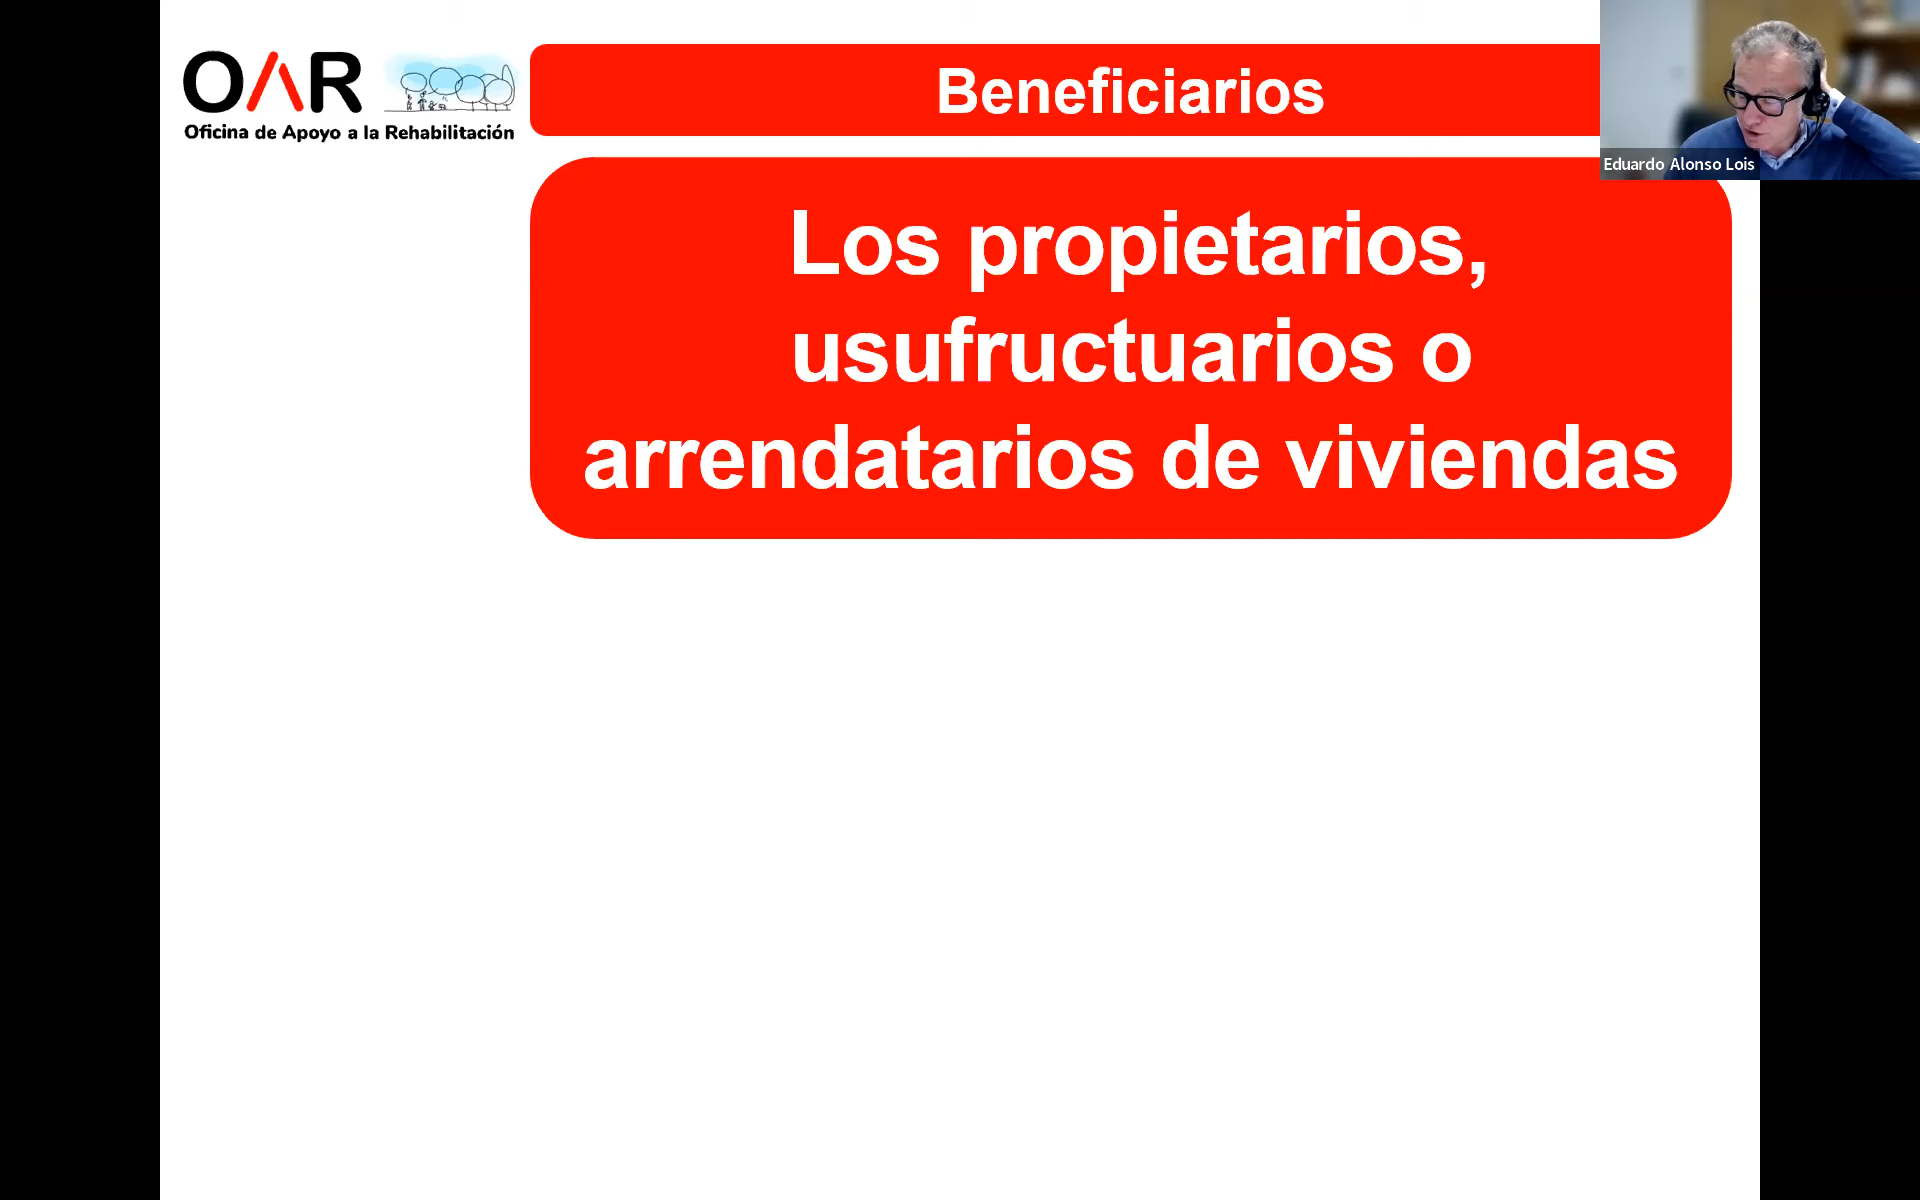 OAR
Oficina de Apoyo a la Rehabilitación
Beneficiarios
Eduardo Alonso Lois
Los propietarios,
usufructuarios o
arrendatarios de viviendas